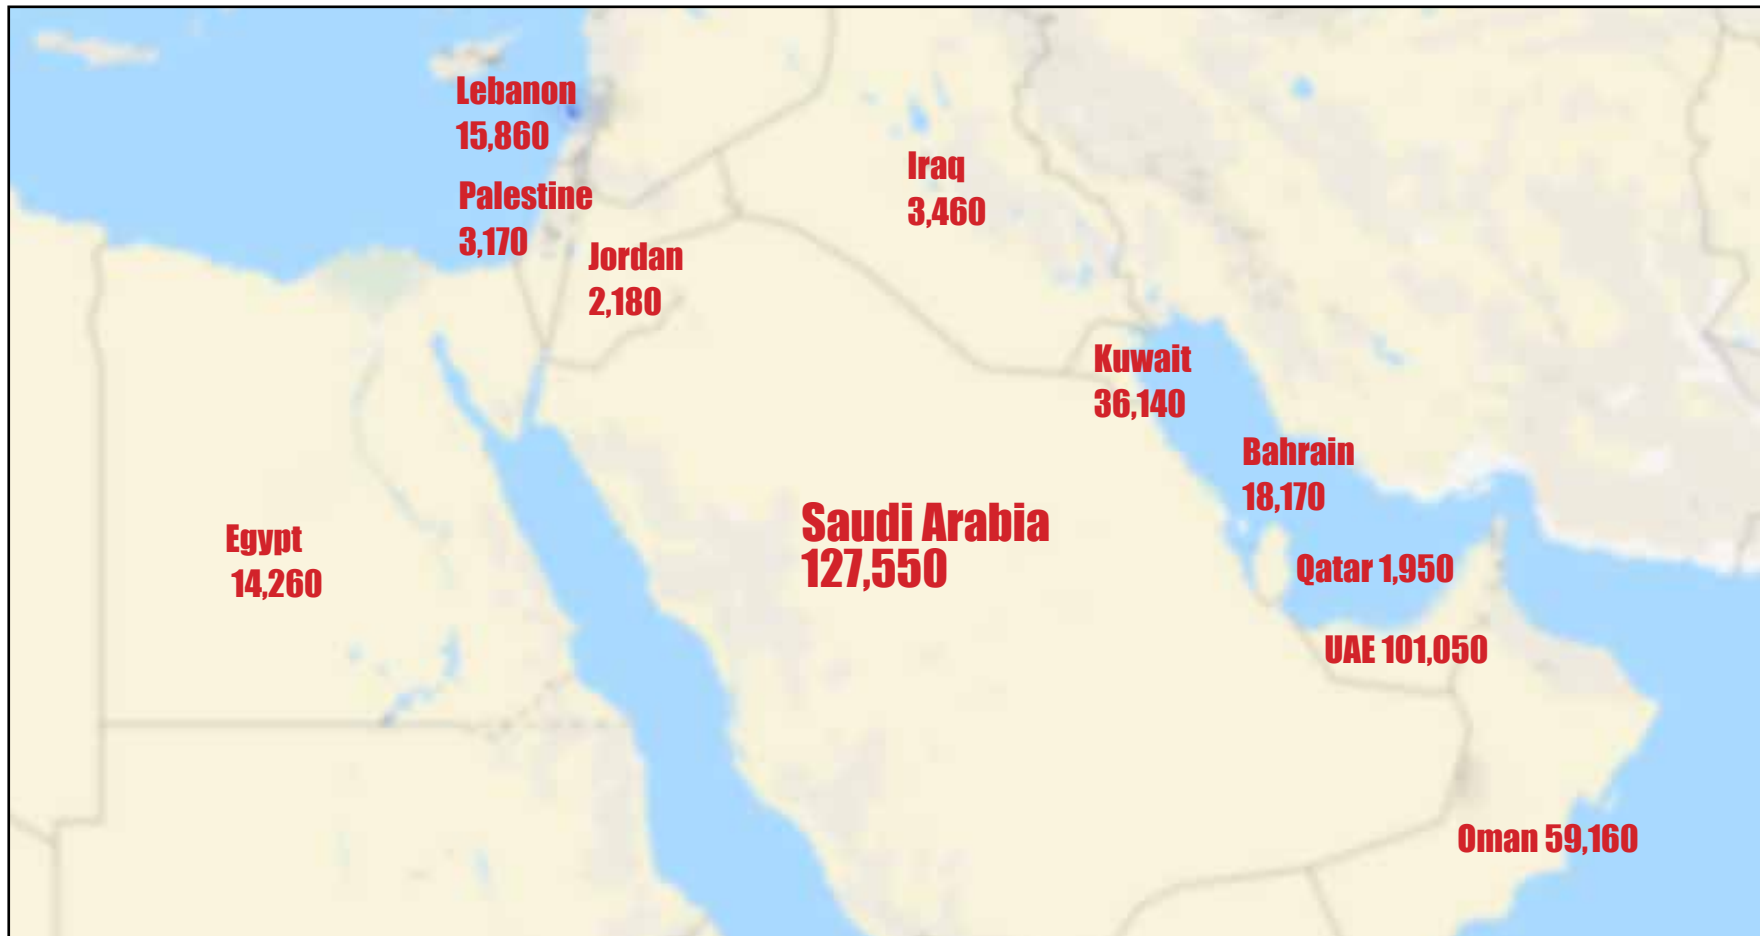 Lebanon
15,860
Palestine
3,170
Jordan
2,180
Iraq
3,460
Kuwait
36,140
Bahrain
18,170
Egypt
14,260
Saudi Arabia
127,550
Qatar 1,950
UAE 101,050
Oman 59,160